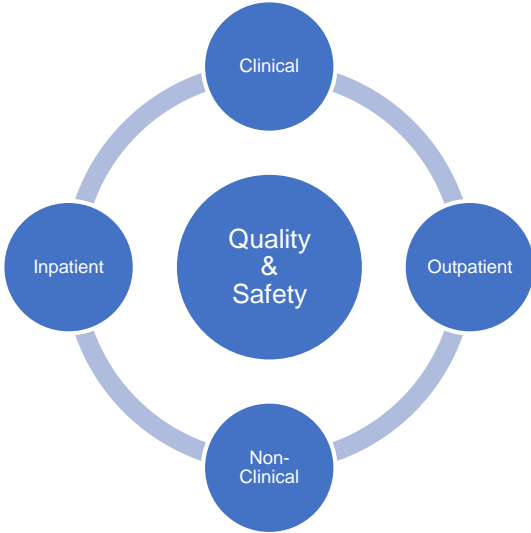 Clinical
Inpatient
Quality
&
Safety
Outpatient
Non-
Clinical